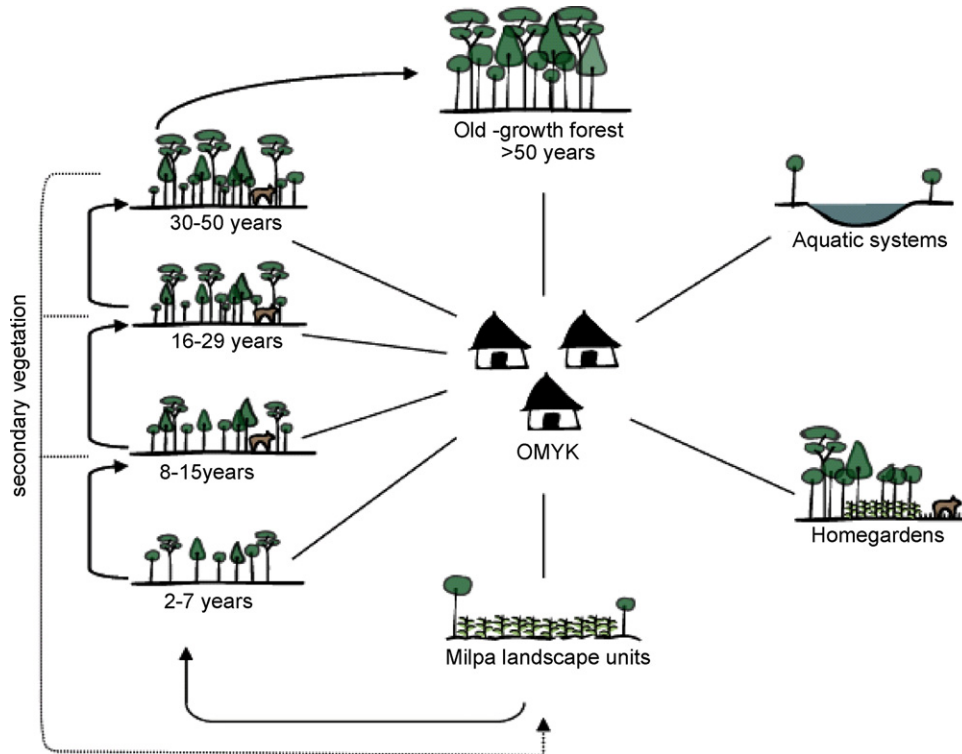 Old -growth forest
>50 years
30-50 years
Aquatic systems
16-29 years
secondary vegetation
OMYK
8-15years
Homegardens
2-7 years
Milpa landscape units